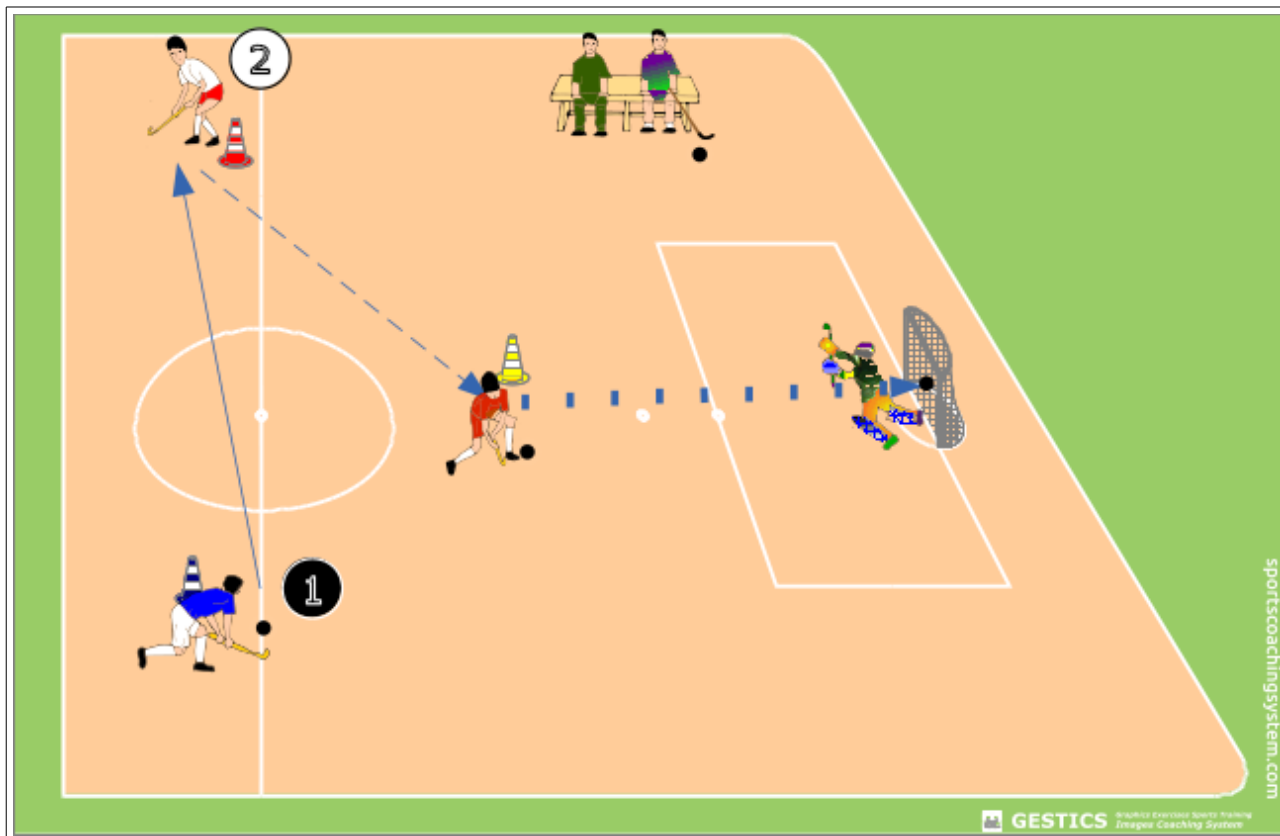 2
1
sportscoachingsystem.com
GESTICS
Graphics Exercises Sports Training
Images Coaching System